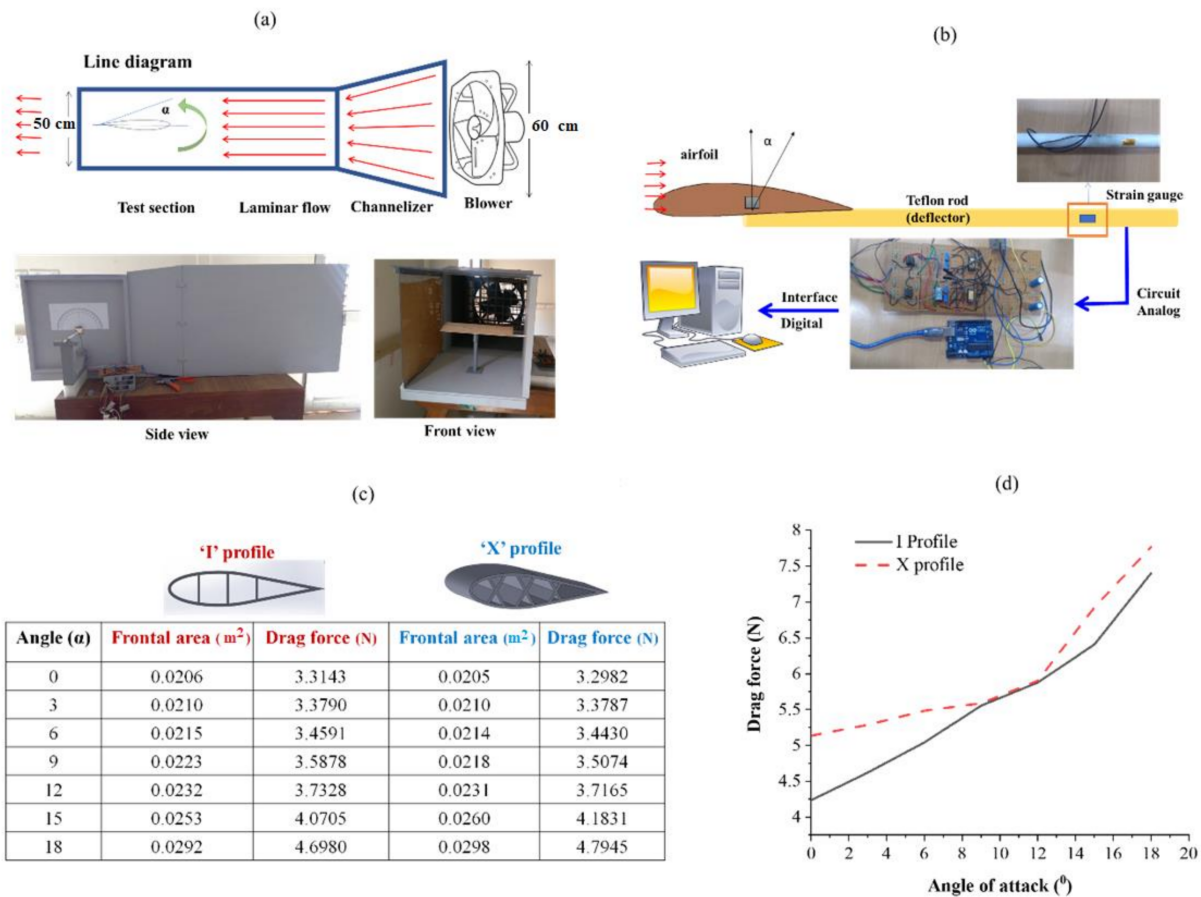 (a)
Line diagram
α
50 cm
60 cm
Test section
Laminar flow
Channelizer
Blower
Side view
Front view
(b)
airfoil
α
Teflon rod
(deflector)
Strain gauge
Interface
Digital
Circuit
Analog
(c)
'I' profile
'X' profile
Angle (α) Frontal area ( m² ) Drag force (N) Frontal area (m²) Drag force (N)
0 0.0206 3.3143 0.0205 3.2982
3 0.0210 3.3790 0.0210 3.3787
6 0.0215 3.4591 0.0214 3.4430
9 0.0223 3.5878 0.0218 3.5074
12 0.0232 3.7328 0.0231 3.7165
15 0.0253 4.0705 0.0260 4.1831
18 0.0292 4.6980 0.0298 4.7945
(d)
I Profile
X profile
Drag force (N)
8
7.5
7
6.5
6
5.5
5
4.5
4
0 2 4 6 8 10 12 14 16 18 20
Angle of attack (⁰)